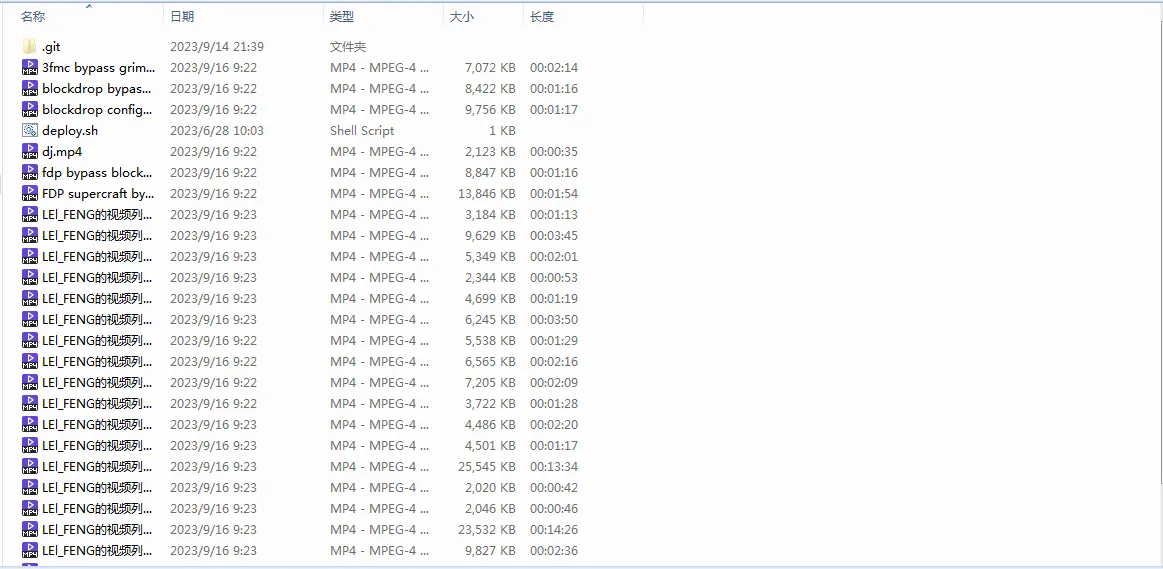 名称 日期 类型 大小 长度
.git 2023/9/14 21:39 文件夹
3fmc bypass grim... 2023/9/16 9:22 MP4 - MPEG-4 ... 7,072 KB 00:02:14
blockdrop bypas... 2023/9/16 9:22 MP4 - MPEG-4 ... 8,422 KB 00:01:16
blockdrop config... 2023/9/16 9:22 MP4 - MPEG-4 ... 9,756 KB 00:01:17
deploy.sh 2023/6/28 10:03 Shell Script 1 KB
dj.mp4 2023/9/16 9:22 MP4 - MPEG-4 ... 2,123 KB 00:00:35
fdp bypass block... 2023/9/16 9:22 MP4 - MPEG-4 ... 8,847 KB 00:01:16
FDP supercraft by... 2023/9/16 9:22 MP4 - MPEG-4 ... 13,846 KB 00:01:54
LEl_FENG的视频列... 2023/9/16 9:23 MP4 - MPEG-4 ... 3,184 KB 00:01:13
LEl_FENG的视频列... 2023/9/16 9:23 MP4 - MPEG-4 ... 9,629 KB 00:03:45
LEl_FENG的视频列... 2023/9/16 9:23 MP4 - MPEG-4 ... 5,349 KB 00:02:01
LEl_FENG的视频列... 2023/9/16 9:23 MP4 - MPEG-4 ... 2,344 KB 00:00:53
LEl_FENG的视频列... 2023/9/16 9:23 MP4 - MPEG-4 ... 4,699 KB 00:01:19
LEl_FENG的视频列... 2023/9/16 9:23 MP4 - MPEG-4 ... 6,245 KB 00:03:50
LEl_FENG的视频列... 2023/9/16 9:22 MP4 - MPEG-4 ... 5,538 KB 00:01:29
LEl_FENG的视频列... 2023/9/16 9:22 MP4 - MPEG-4 ... 6,565 KB 00:02:16
LEl_FENG的视频列... 2023/9/16 9:22 MP4 - MPEG-4 ... 7,205 KB 00:02:09
LEl_FENG的视频列... 2023/9/16 9:22 MP4 - MPEG-4 ... 3,722 KB 00:01:28
LEl_FENG的视频列... 2023/9/16 9:23 MP4 - MPEG-4 ... 4,486 KB 00:02:20
LEl_FENG的视频列... 2023/9/16 9:23 MP4 - MPEG-4 ... 4,501 KB 00:01:17
LEl_FENG的视频列... 2023/9/16 9:23 MP4 - MPEG-4 ... 25,545 KB 00:13:34
LEl_FENG的视频列... 2023/9/16 9:23 MP4 - MPEG-4 ... 2,020 KB 00:00:42
LEl_FENG的视频列... 2023/9/16 9:23 MP4 - MPEG-4 ... 2,046 KB 00:00:46
LEl_FENG的视频列... 2023/9/16 9:23 MP4 - MPEG-4 ... 23,532 KB 00:14:26
LEl_FENG的视频列... 2023/9/16 9:23 MP4 - MPEG-4 ... 9,827 KB 00:02:36